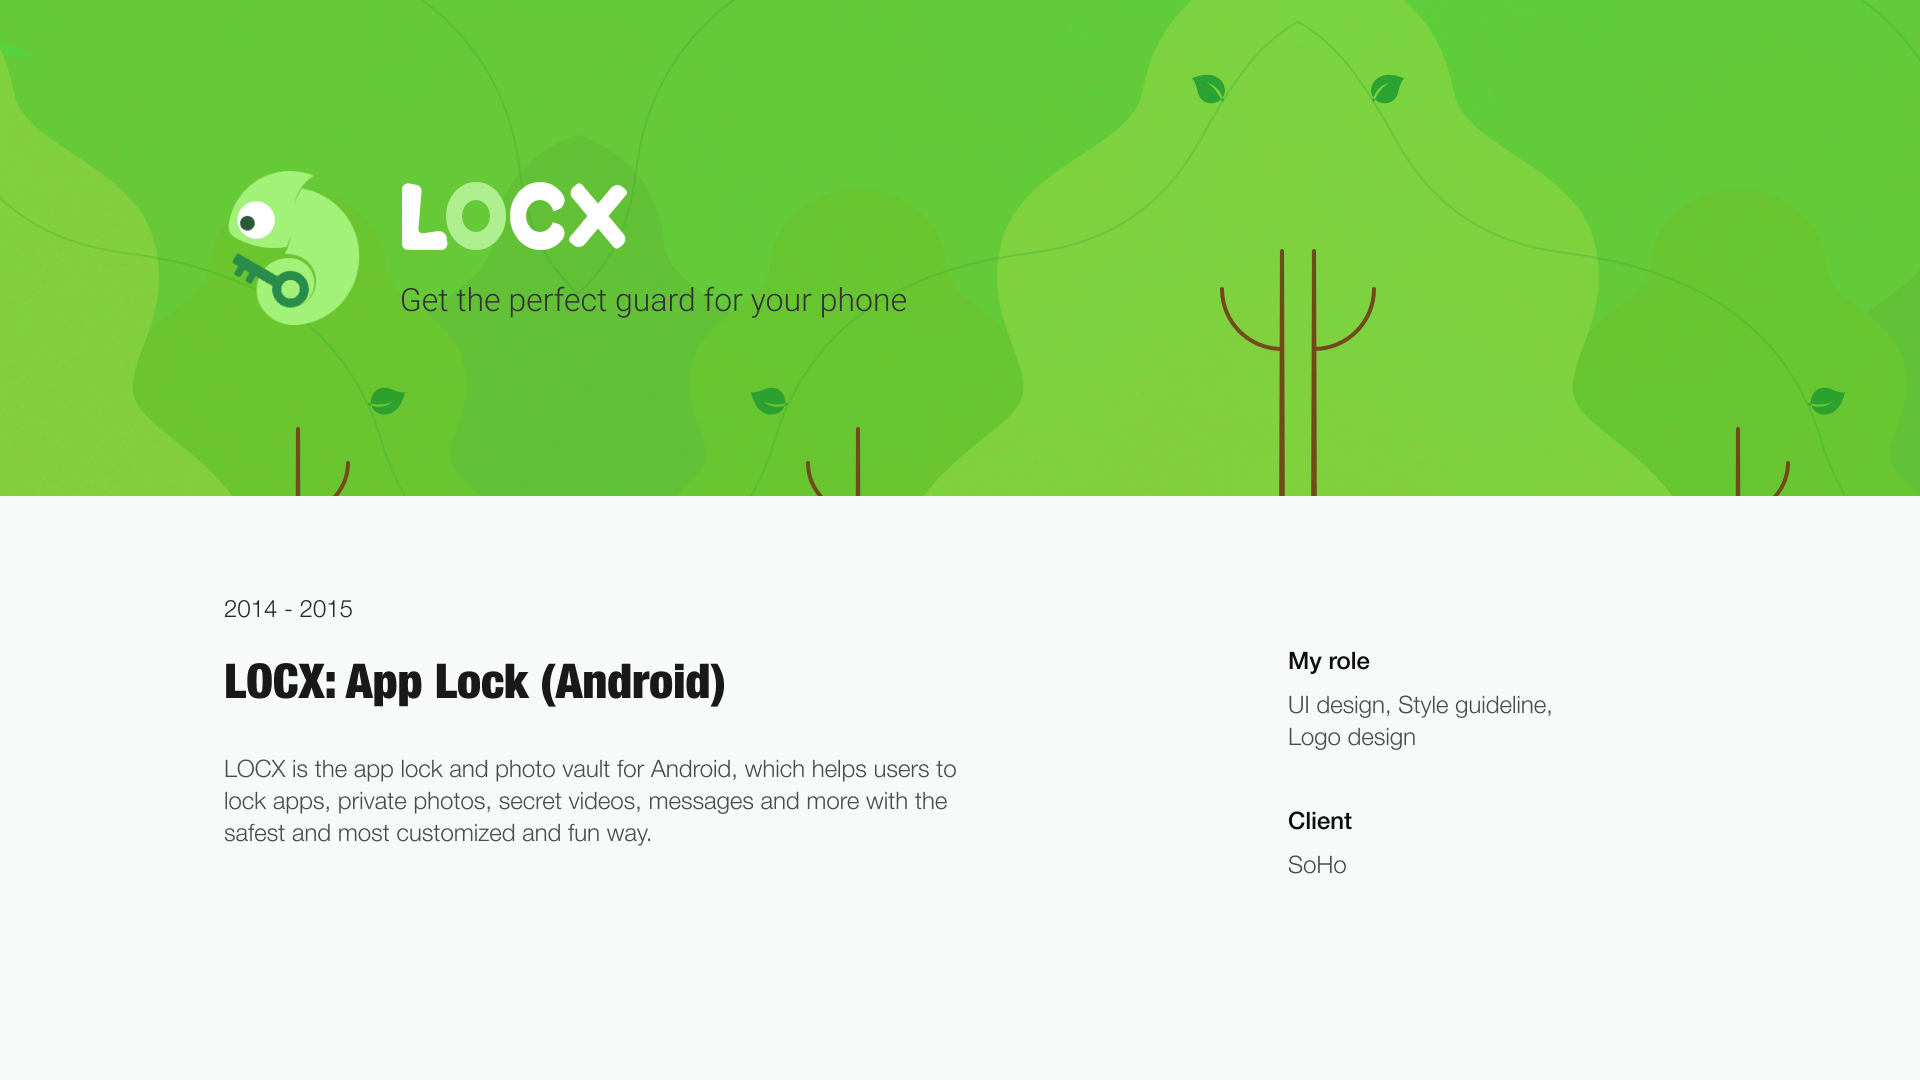 LOCX
Get the perfect guard for your phone
2014 - 2015
LOCX: App Lock (Android)
LOCX is the app lock and photo vault for Android, which helps users to
lock apps, private photos, secret videos, messages and more with the
safest and most customized and fun way.
My role
UI design, Style guideline,
Logo design
Client
SoHo